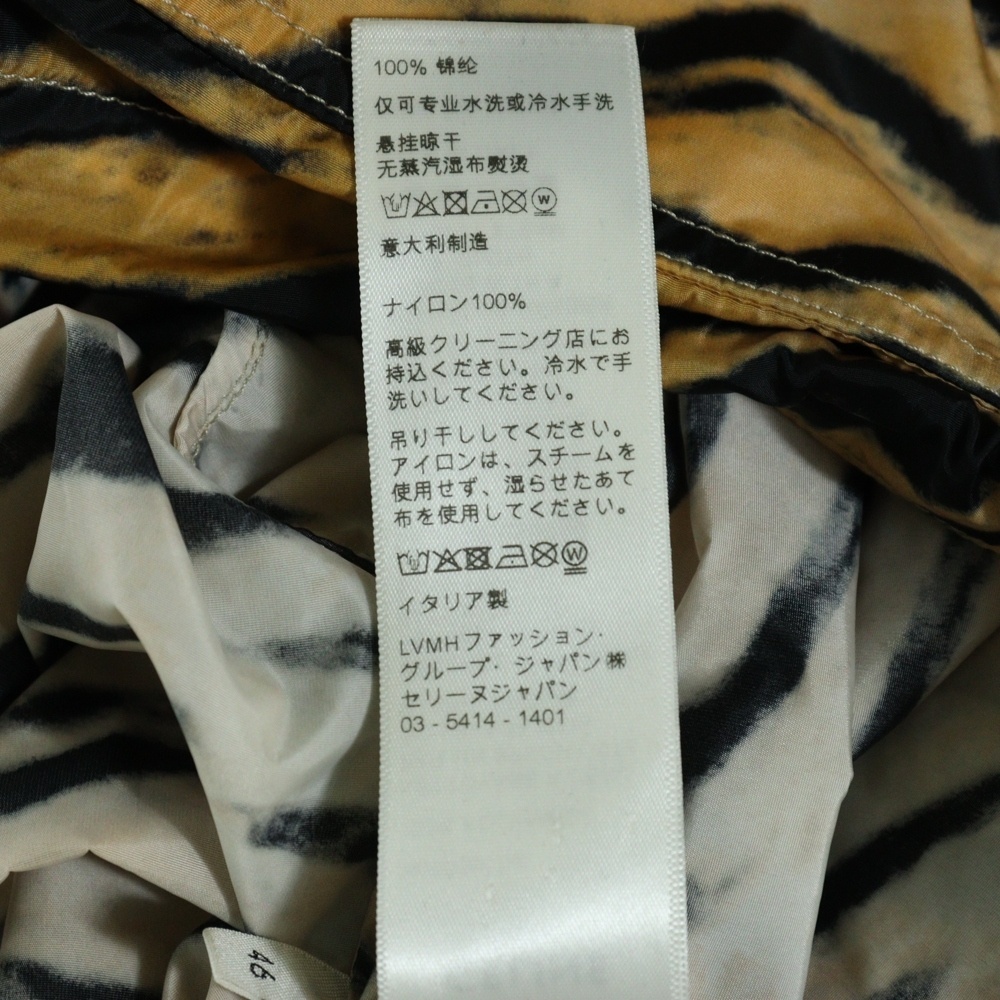 100% 锦纶
仅可专业水洗或冷水手洗
悬挂晾干
无蒸汽湿布熨烫
W
意大利制造
ナイロン100%
高級クリーニング店にお
持込ください。冷水で手
洗いしてください。
吊り干ししてください。
アイロンは、スチームを
使用せず、湿らせたあて
布を使用してください。
W
イタリア製
LVMHファッション·
グループ· ジャパン㈱
セリーヌジャパン
03 - 5414 - 1401
46